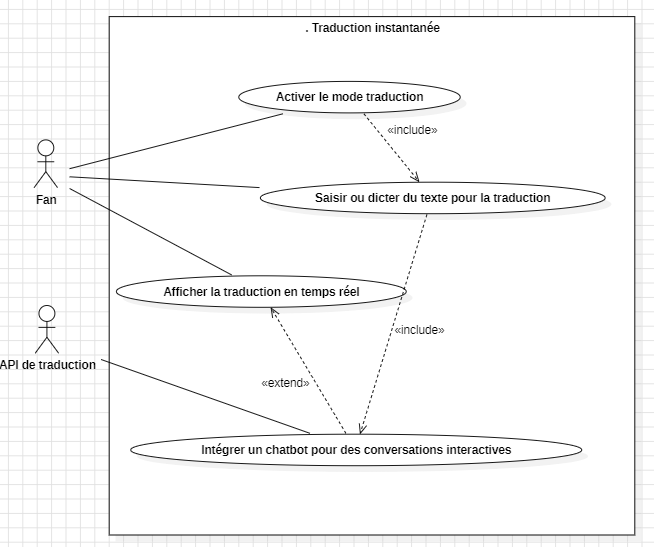 . Traduction instantanée
Activer le mode traduction
«include»
Saisir ou dicter du texte pour la traduction
Fan
Afficher la traduction en temps réel
«include»
API de traduction
«extend»
Intégrer un chatbot pour des conversations interactives